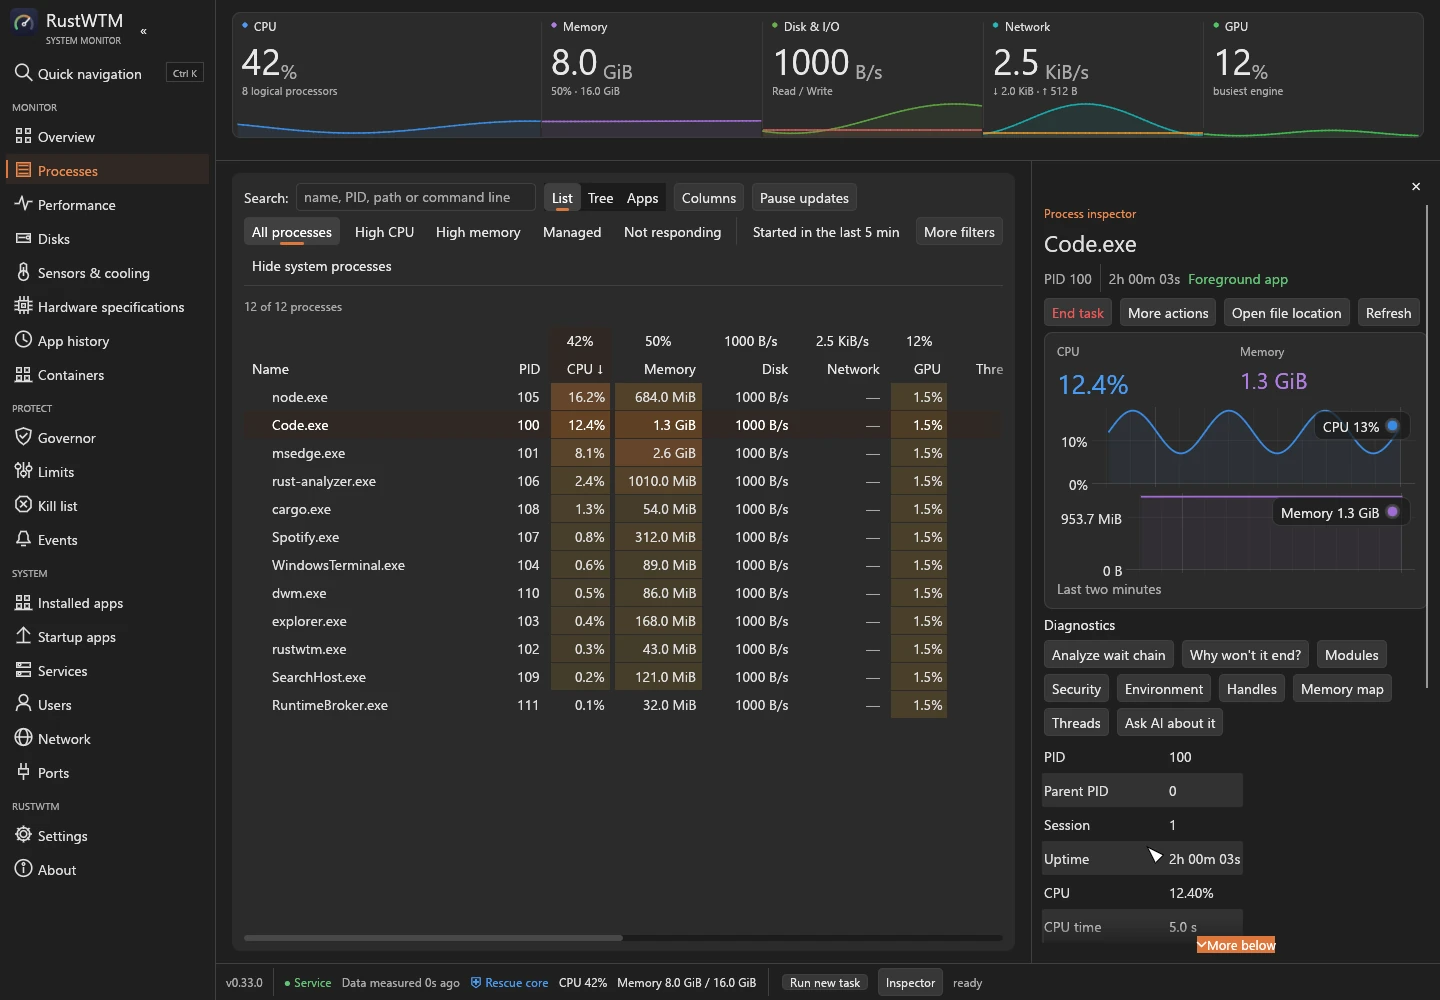 RustWTM
SYSTEM MONITOR
«
Quick navigation Ctrl K
MONITOR
Overview
Processes
Performance
Disks
Sensors & cooling
Hardware specifications
App history
Containers
PROTECT
Governor
Limits
Kill list
Events
SYSTEM
Installed apps
Startup apps
Services
Users
Network
Ports
RUSTWTM
Settings
About
CPU
42%
8 logical processors
Memory
8.0 GiB
50% · 16.0 GiB
Disk & I/O
1000 B/s
Read / Write
Network
2.5 KiB/s
↓ 2.0 KiB · ↑ 512 B
GPU
12%
busiest engine
Search: name, PID, path or command line List Tree Apps Columns Pause updates
All processes High CPU High memory Managed Not responding Started in the last 5 min More filters
Hide system processes
12 of 12 processes
42% 50% 1000 B/s 2.5 KiB/s 12%
Name PID CPU ↓ Memory Disk Network GPU Thre
node.exe 105 16.2% 684.0 MiB 1000 B/s — 1.5%
Code.exe 100 12.4% 1.3 GiB 1000 B/s — 1.5%
msedge.exe 101 8.1% 2.6 GiB 1000 B/s — 1.5%
rust-analyzer.exe 106 2.4% 1010.0 MiB 1000 B/s — 1.5%
cargo.exe 108 1.3% 54.0 MiB 1000 B/s — 1.5%
Spotify.exe 107 0.8% 312.0 MiB 1000 B/s — 1.5%
WindowsTerminal.exe 104 0.6% 89.0 MiB 1000 B/s — 1.5%
dwm.exe 110 0.5% 86.0 MiB 1000 B/s — 1.5%
explorer.exe 103 0.4% 168.0 MiB 1000 B/s — 1.5%
rustwtm.exe 102 0.3% 43.0 MiB 1000 B/s — 1.5%
SearchHost.exe 109 0.2% 121.0 MiB 1000 B/s — 1.5%
RuntimeBroker.exe 111 0.1% 32.0 MiB 1000 B/s — 1.5%
Process inspector
Code.exe
PID 100 2h 00m 03s Foreground app
End task More actions Open file location Refresh
CPU Memory
12.4% 1.3 GiB
CPU 13%
10%
0%
Memory 1.3 GiB
953.7 MiB
0 B
Last two minutes
Diagnostics
Analyze wait chain Why won't it end? Modules
Security Environment Handles Memory map
Threads Ask AI about it
PID 100
Parent PID 0
Session 1
Uptime 2h 00m 03s
CPU 12.40%
CPU time 5.0 s
More below
v0.33.0 Service Data measured 0s ago Rescue core CPU 42% Memory 8.0 GiB / 16.0 GiB Run new task Inspector ready